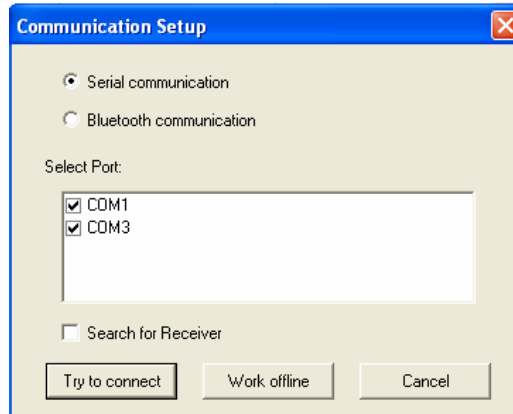 Communication Setup
Serial communication
Bluetooth communication
Select Port:
COM1
COM3
Search for Receiver
Try to connect Work offline Cancel